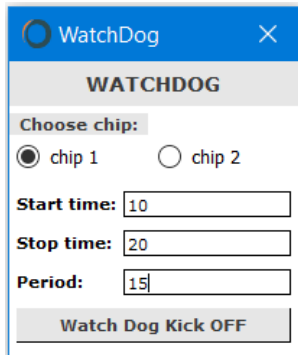 WatchDog
WATCHDOG
Choose chip:
chip 1 chip 2
Start time: 10
Stop time: 20
Period: 15
Watch Dog Kick OFF